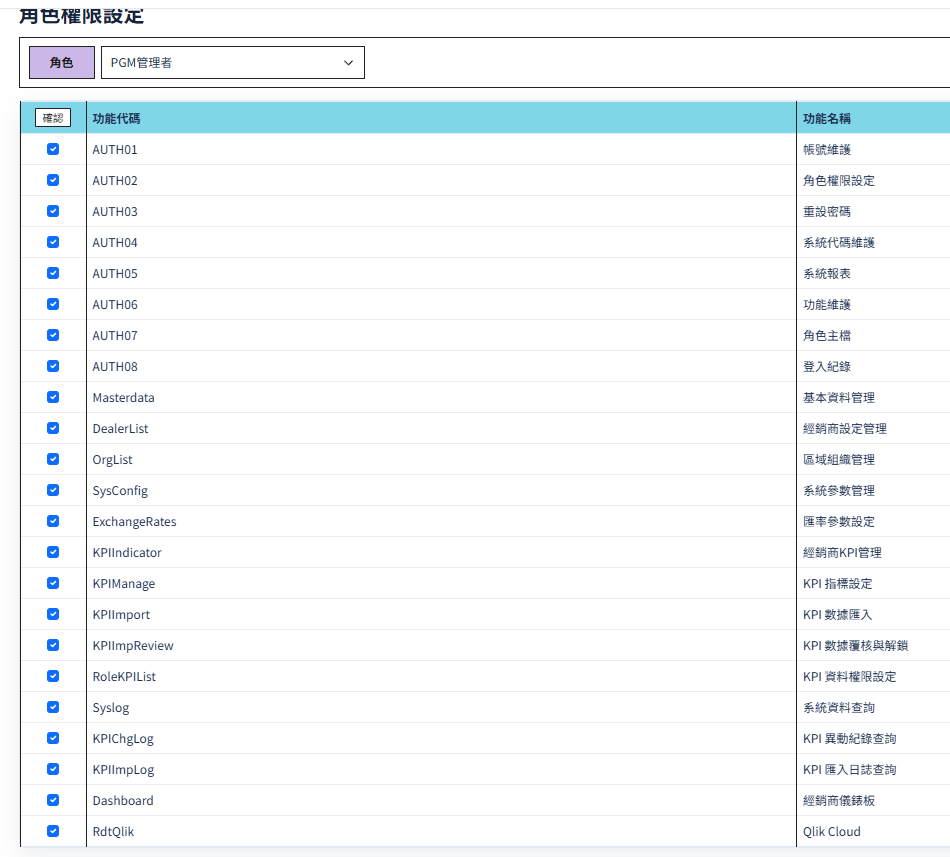 角色權限設定
角色 PGM管理者
確認 功能代碼 功能名稱
AUTH01 帳號維護
AUTH02 角色權限設定
AUTH03 重設密碼
AUTH04 系統代碼維護
AUTH05 系統報表
AUTH06 功能維護
AUTH07 角色主檔
AUTH08 登入紀錄
Masterdata 基本資料管理
DealerList 經銷商設定管理
OrgList 區域組織管理
SysConfig 系統參數管理
ExchangeRates 匯率參數設定
KPIIndicator 經銷商KPI管理
KPIManage KPI 指標設定
KPIImport KPI 數據匯入
KPIImpReview KPI 數據覆核與解鎖
RoleKPIList KPI 資料權限設定
Syslog 系統資料查詢
KPIChgLog KPI 異動紀錄查詢
KPIImpLog KPI 匯入日誌查詢
Dashboard 經銷商儀錶板
RdtQlik Qlik Cloud